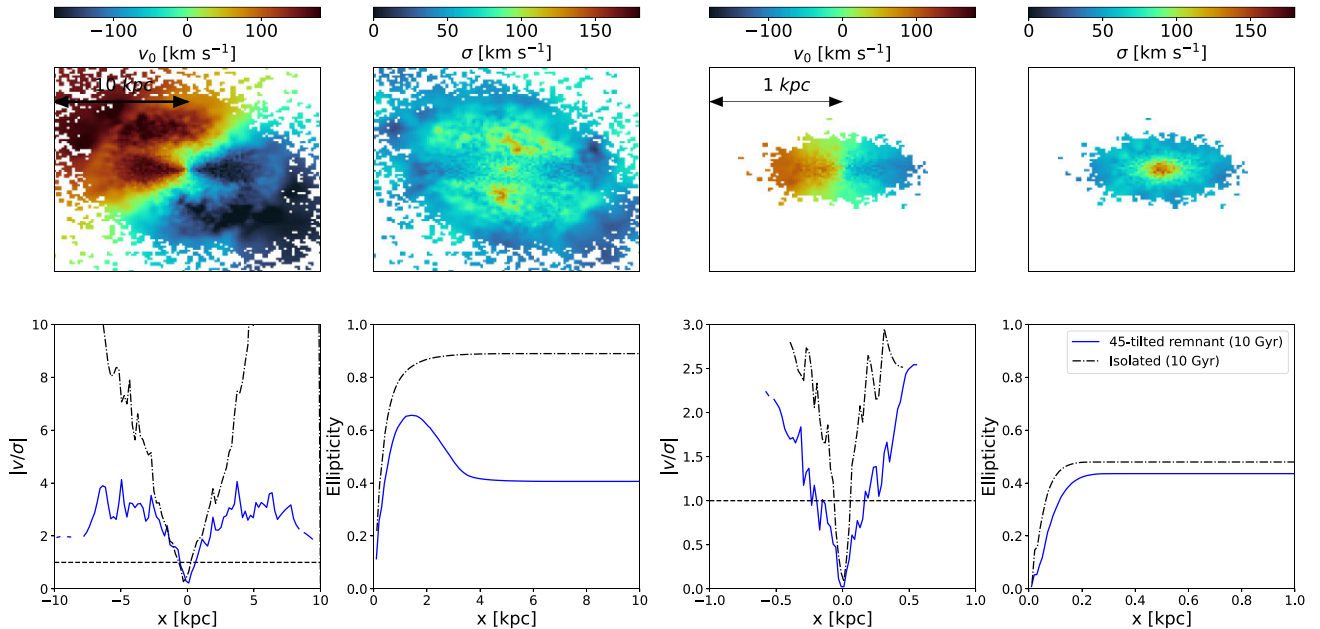 −100 0 100
v₀ [km s⁻¹]
0 50 100 150
σ [km s⁻¹]
−100 0 100
v₀ [km s⁻¹]
0 50 100 150
σ [km s⁻¹]
10 kpc
1 kpc
10
8
6
4
2
0
|v/σ|
−10 −5 0 5 10
x [kpc]
1.0
0.8
0.6
0.4
0.2
0.0
Ellipticity
0 2 4 6 8 10
x [kpc]
3.0
2.5
2.0
1.5
1.0
0.5
0.0
|v/σ|
−1.0 −0.5 0.0 0.5 1.0
x [kpc]
1.0
0.8
0.6
0.4
0.2
0.0
Ellipticity
45-tilted remnant (10 Gyr)
Isolated (10 Gyr)
0.0 0.2 0.4 0.6 0.8 1.0
x [kpc]